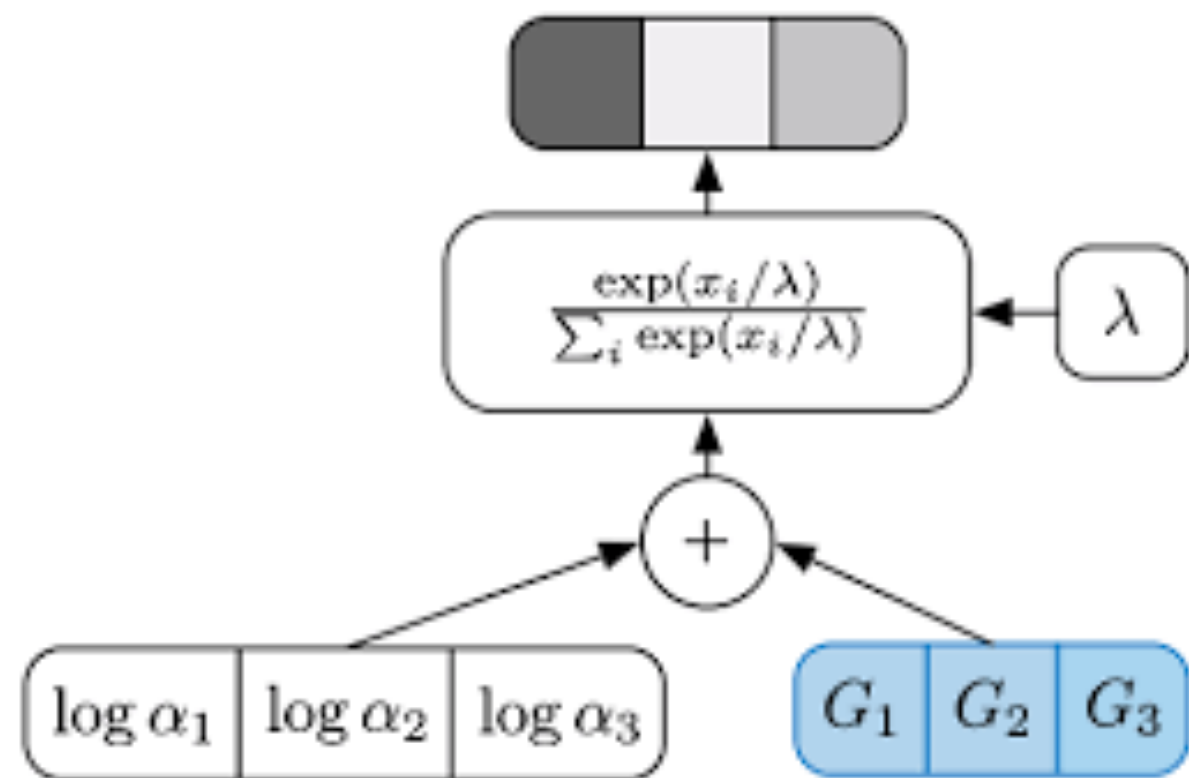 exp(x_i/λ)
∑_i exp(x_i/λ)
λ
+
log α_1 log α_2 log α_3
G_1 G_2 G_3